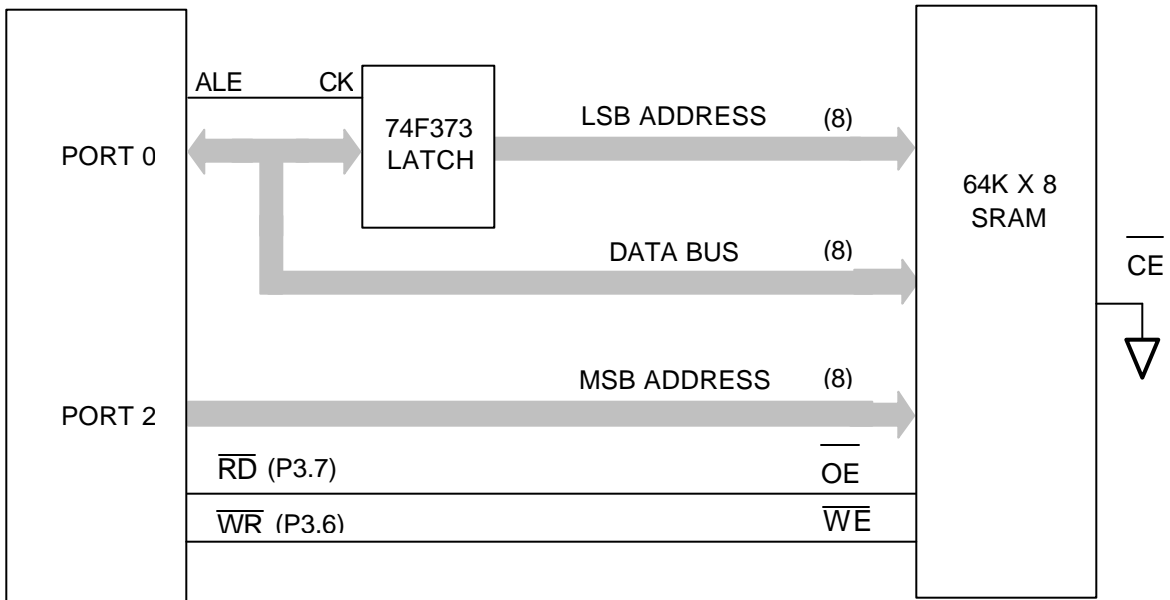 ALE CK
74F373
LATCH
LSB ADDRESS (8)
PORT 0
64K X 8
SRAM
DATA BUS (8)
CE
MSB ADDRESS (8)
PORT 2
RD (P3.7) OE
WR (P3.6) WE